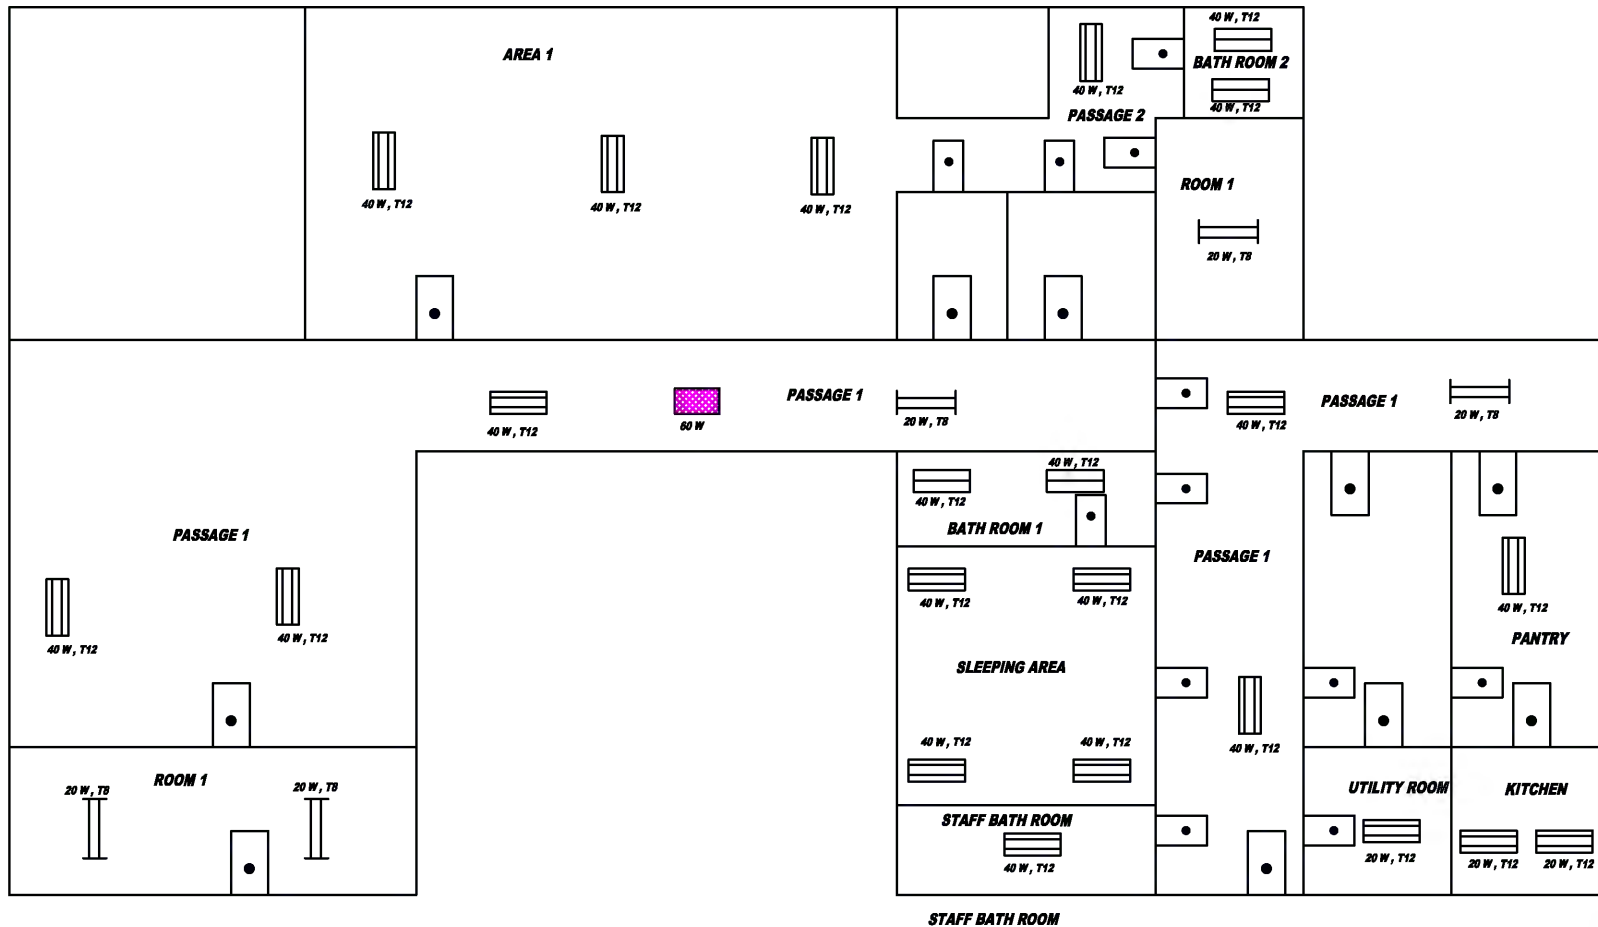 40 W , T12
AREA 1
BATH ROOM 2
40 W , T12
40 W , T12
PASSAGE 2
ROOM 1
40 W , T12
40 W , T12
40 W , T12
20 W , T8
PASSAGE 1
PASSAGE 1
20 W , T8
20 W , T8
40 W , T12
60 W
40 W , T12
40 W , T12
40 W , T12
BATH ROOM 1
PASSAGE 1
PASSAGE 1
40 W , T12
40 W , T12
40 W , T12
40 W , T12
40 W , T12
PANTRY
SLEEPING AREA
40 W , T12
40 W , T12
40 W , T12
ROOM 1
20 W , T8
20 W , T8
UTILITY ROOM
KITCHEN
STAFF BATH ROOM
20 W , T12
20 W , T12
20 W , T12
40 W , T12
STAFF BATH ROOM